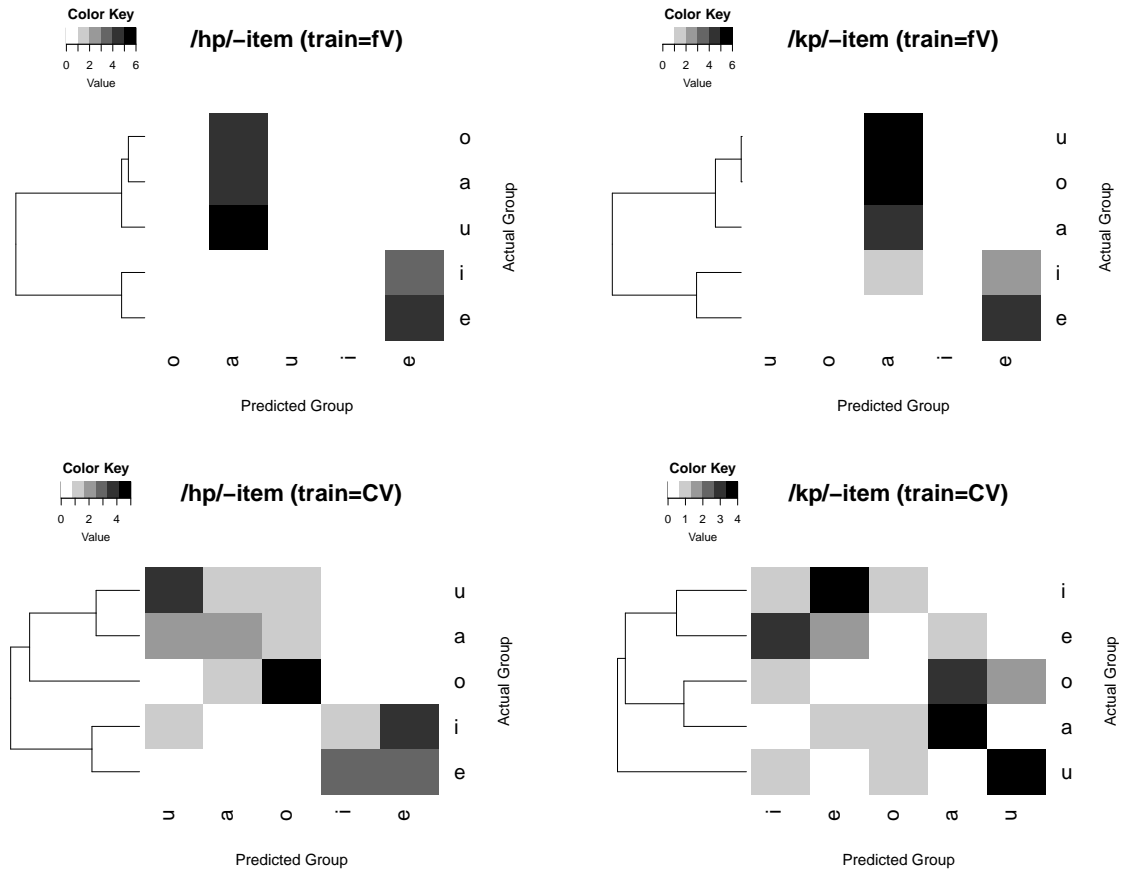 Color Key
0 2 4 6
Value
/hp/−item (train=fV)
o
a
u
i
e
Actual Group
o a u i e
Predicted Group
Color Key
0 2 4 6
Value
/kp/−item (train=fV)
u
o
a
i
e
Actual Group
u o a i e
Predicted Group
Color Key
0 2 4
Value
/hp/−item (train=CV)
u
a
o
i
e
Actual Group
u a o i e
Predicted Group
Color Key
0 1 2 3 4
Value
/kp/−item (train=CV)
i
e
o
a
u
Actual Group
i e o a u
Predicted Group